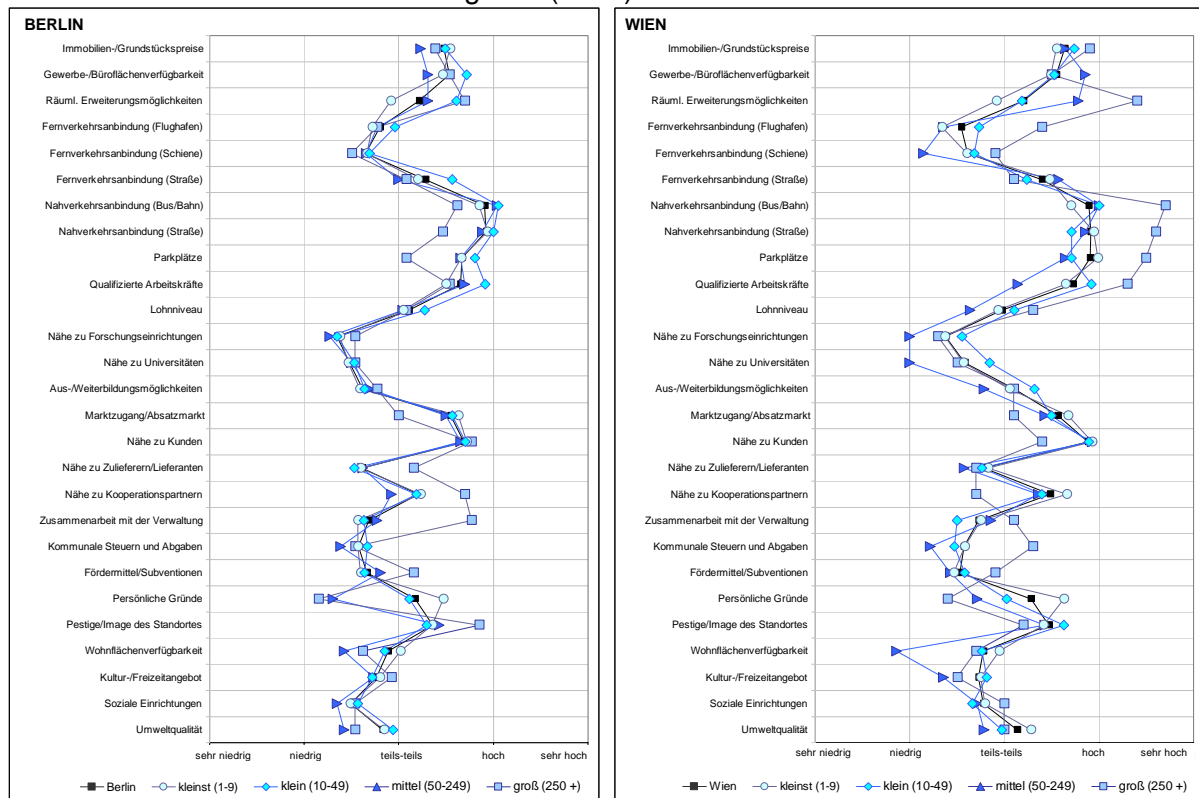 BERLIN
Immobilien-/Grundstückspreise
Gewerbe-/Büroflächenverfügbarkeit
Räuml. Erweiterungsmöglichkeiten
Fernverkehrsanbindung (Flughafen)
Fernverkehrsanbindung (Schiene)
Fernverkehrsanbindung (Straße)
Nahverkehrsanbindung (Bus/Bahn)
Nahverkehrsanbindung (Straße)
Parkplätze
Qualifizierte Arbeitskräfte
Lohnniveau
Nähe zu Forschungseinrichtungen
Nähe zu Universitäten
Aus-/Weiterbildungsmöglichkeiten
Marktzugang/Absatzmarkt
Nähe zu Kunden
Nähe zu Zulieferern/Lieferanten
Nähe zu Kooperationspartnern
Zusammenarbeit mit der Verwaltung
Kommunale Steuern und Abgaben
Fördermittel/Subventionen
Persönliche Gründe
Pestige/Image des Standortes
Wohnflächenverfügbarkeit
Kultur-/Freizeitangebot
Soziale Einrichtungen
Umweltqualität
sehr niedrig niedrig teils-teils hoch sehr hoch
Berlin kleinst (1-9) klein (10-49) mittel (50-249) groß (250 +)
WIEN
Immobilien-/Grundstückspreise
Gewerbe-/Büroflächenverfügbarkeit
Räuml. Erweiterungsmöglichkeiten
Fernverkehrsanbindung (Flughafen)
Fernverkehrsanbindung (Schiene)
Fernverkehrsanbindung (Straße)
Nahverkehrsanbindung (Bus/Bahn)
Nahverkehrsanbindung (Straße)
Parkplätze
Qualifizierte Arbeitskräfte
Lohnniveau
Nähe zu Forschungseinrichtungen
Nähe zu Universitäten
Aus-/Weiterbildungsmöglichkeiten
Marktzugang/Absatzmarkt
Nähe zu Kunden
Nähe zu Zulieferern/Lieferanten
Nähe zu Kooperationspartnern
Zusammenarbeit mit der Verwaltung
Kommunale Steuern und Abgaben
Fördermittel/Subventionen
Persönliche Gründe
Pestige/Image des Standortes
Wohnflächenverfügbarkeit
Kultur-/Freizeitangebot
Soziale Einrichtungen
Umweltqualität
sehr niedrig niedrig teils-teils hoch sehr hoch
Wien kleinst (1-9) klein (10-49) mittel (50-249) groß (250 +)